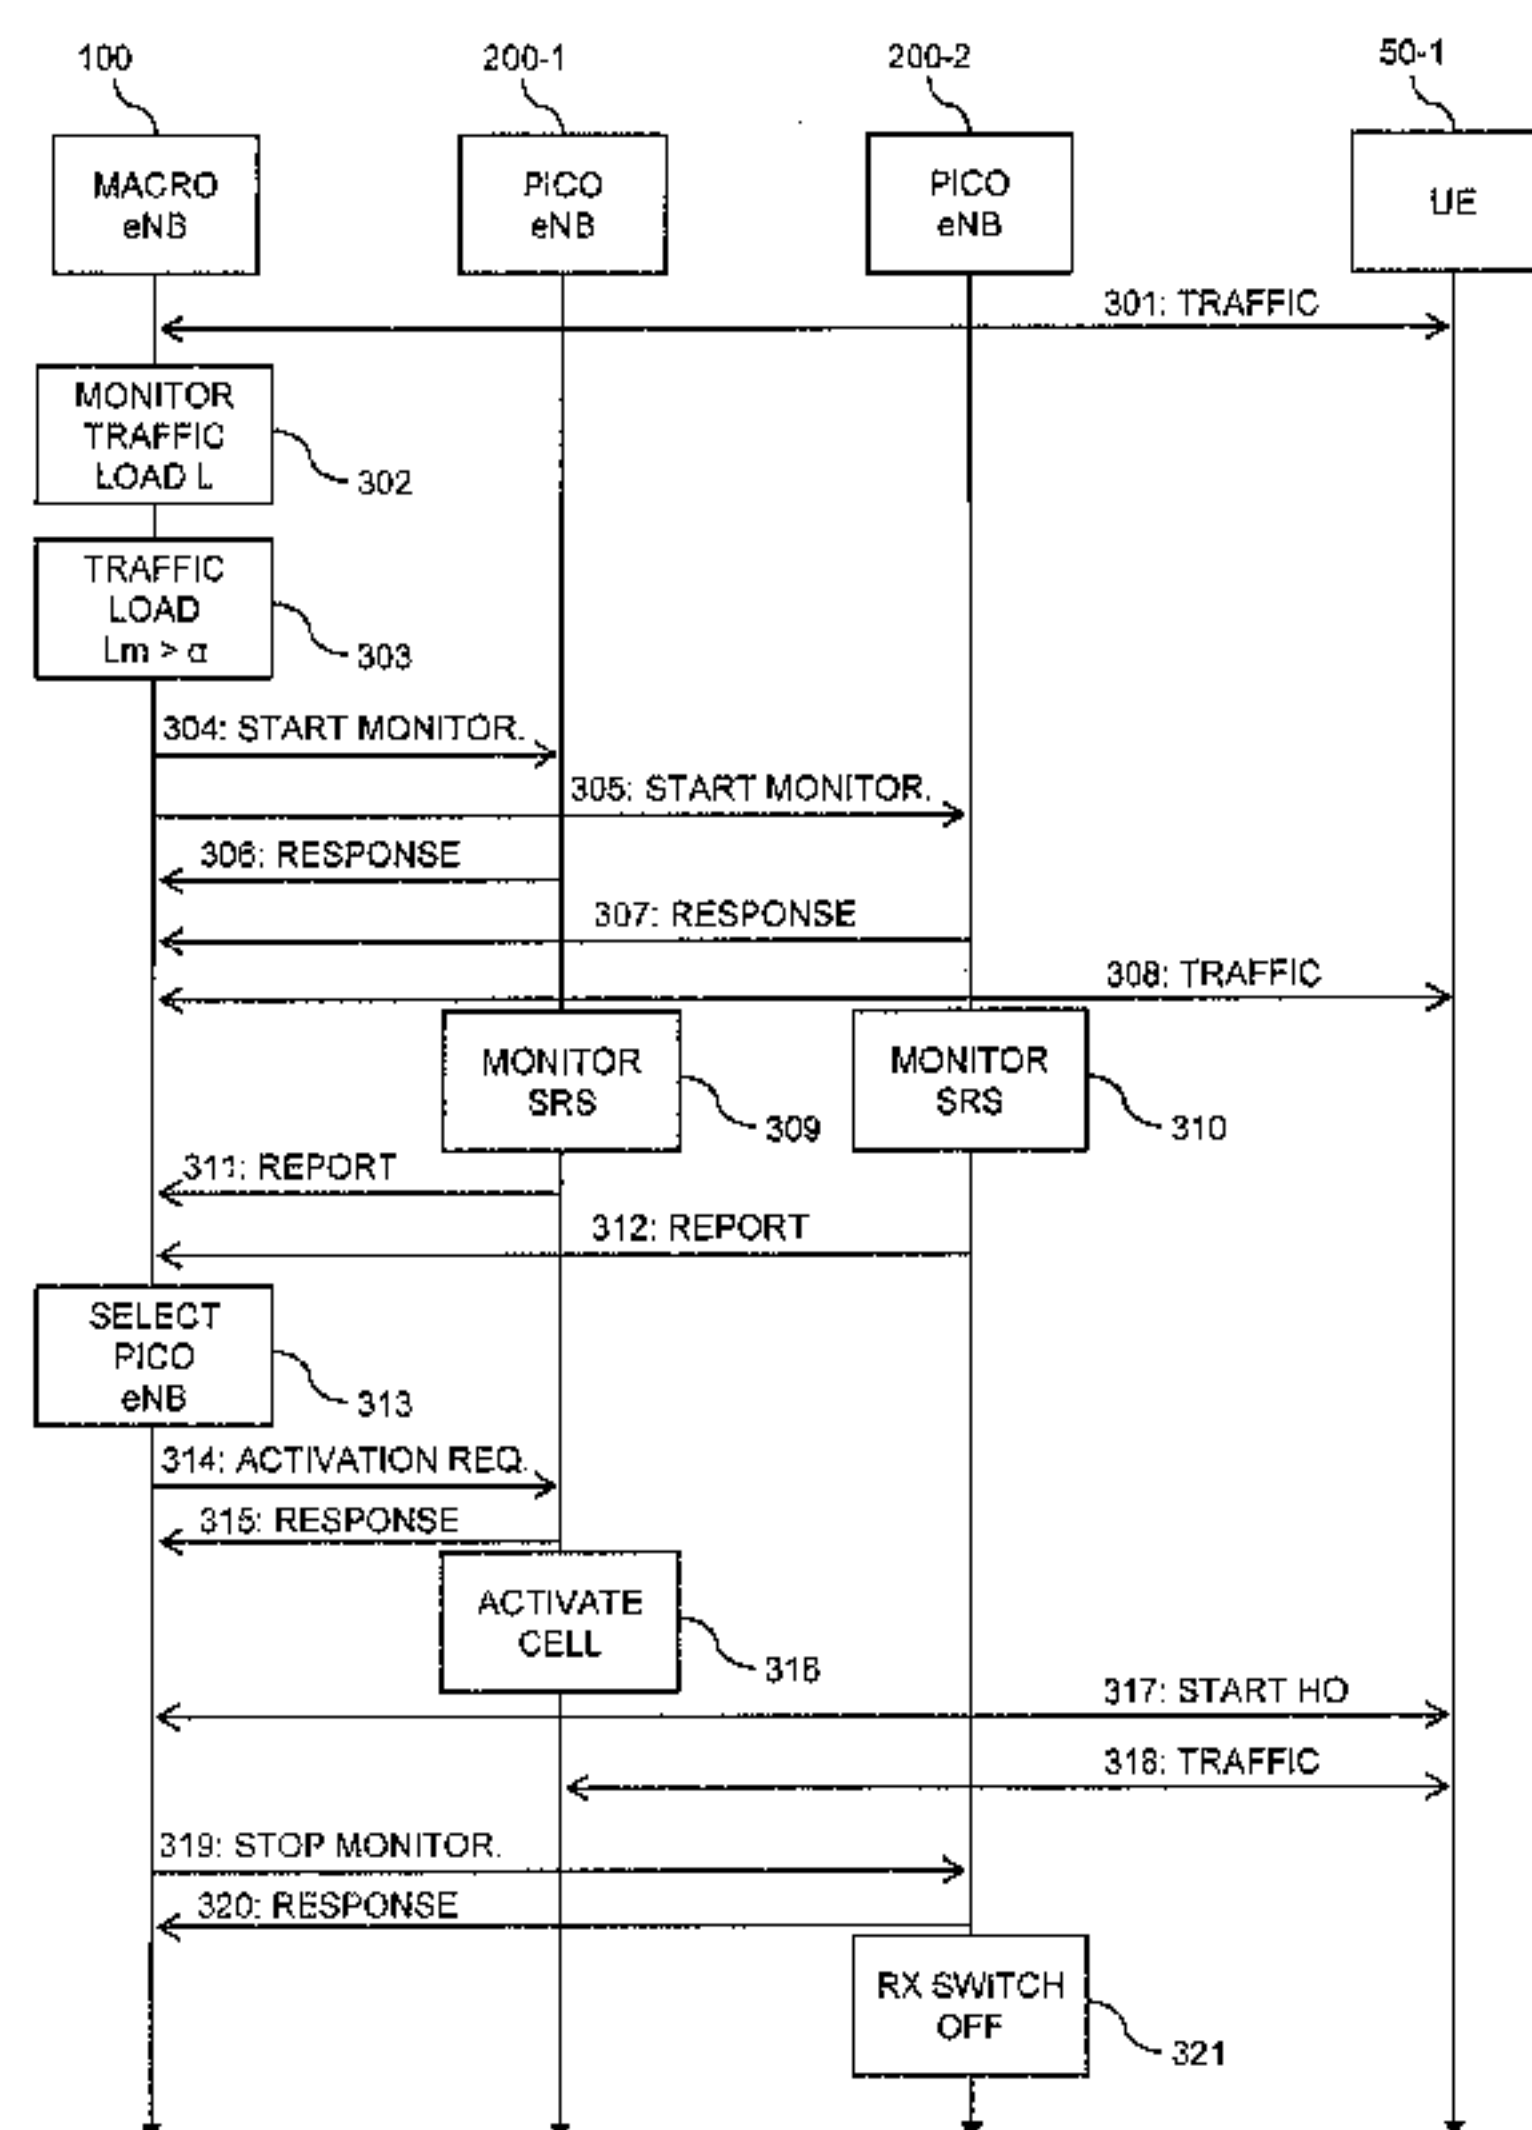 100
200-1
200-2
50-1
MACRO
eNB
PICO
eNB
PICO
eNB
UE
301: TRAFFIC
MONITOR
TRAFFIC
LOAD L
302
TRAFFIC
LOAD
Lm > α
303
304: START MONITOR.
305: START MONITOR.
306: RESPONSE
307: RESPONSE
308: TRAFFIC
MONITOR
SRS
309
MONITOR
SRS
310
311: REPORT
312: REPORT
SELECT
PICO
eNB
313
314: ACTIVATION REQ.
315: RESPONSE
ACTIVATE
CELL
316
317: START HO
318: TRAFFIC
319: STOP MONITOR.
320: RESPONSE
RX SWITCH
OFF
321